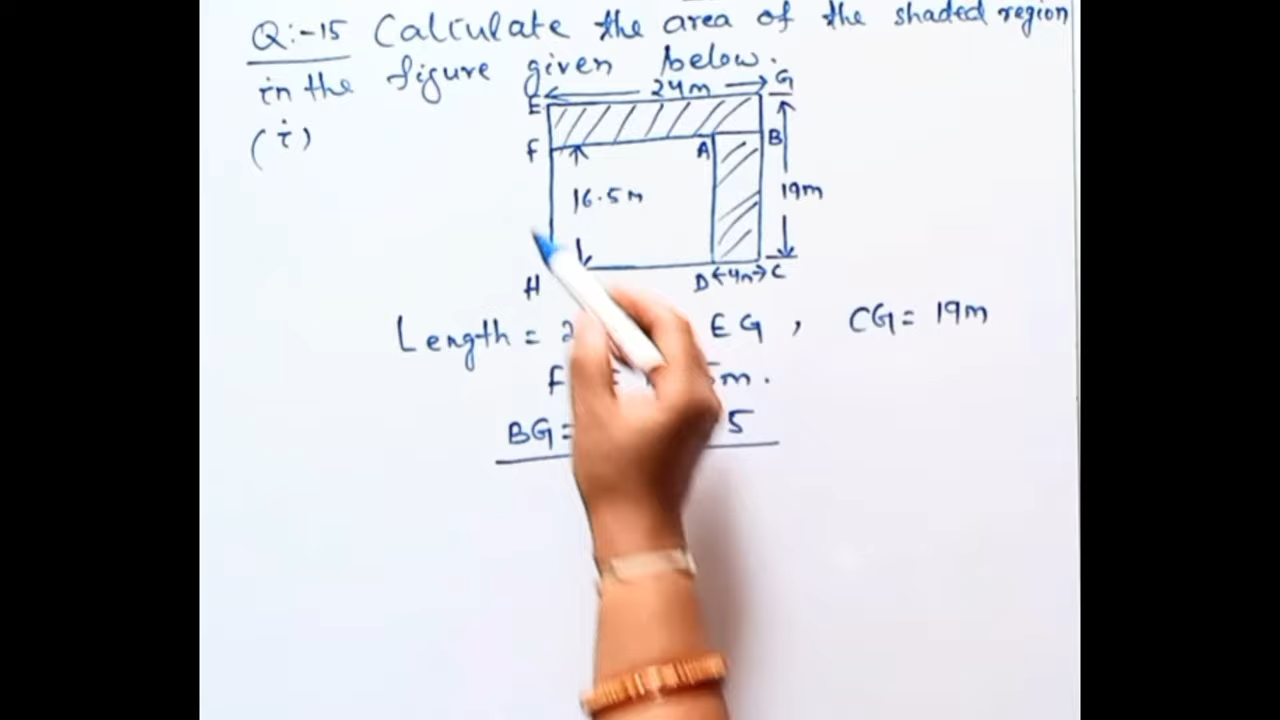 Q:-15 Calculate the area of the shaded region
in the figure given below.
(i)
24m
E
G
F
A
B
16.5m
19m
H
D
4m
C
Length =
EG , CG = 19m
F
m.
BG =
5